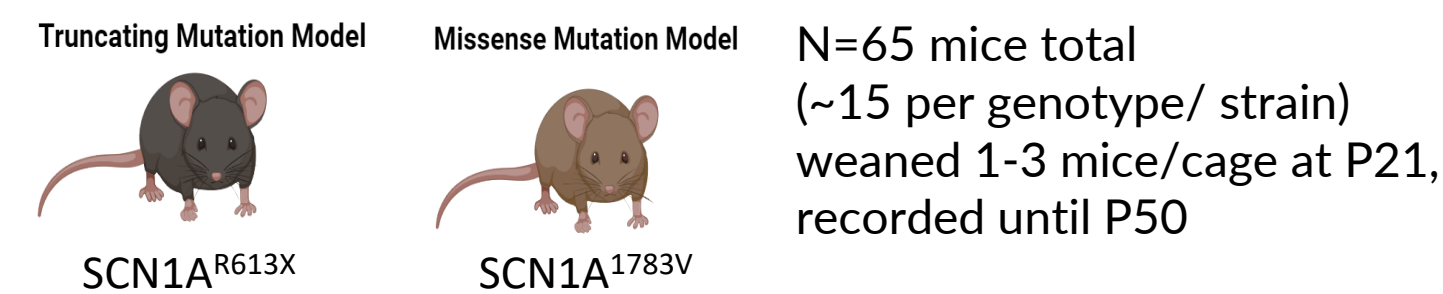 Truncating Mutation Model
SCN1A^R613X
Missense Mutation Model
SCN1A^1783V
N=65 mice total
(~15 per genotype/ strain)
weaned 1-3 mice/cage at P21,
recorded until P50